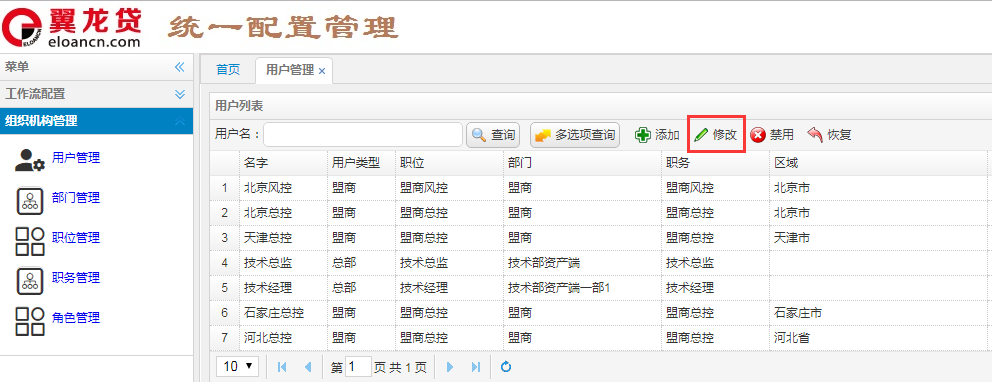 翼龙贷
eloancn.com
ELOANCN
统一配置管理
菜单
工作流配置
组织机构管理
用户管理
部门管理
职位管理
职务管理
角色管理
首页 用户管理 ×
用户列表
用户名： 查询 多选项查询 添加 修改 禁用 恢复
名字 用户类型 职位 部门 职务 区域
1 北京风控 盟商 盟商风控 盟商 盟商风控 北京市
2 北京总控 盟商 盟商总控 盟商 盟商总控 北京市
3 天津总控 盟商 盟商总控 盟商 盟商总控 天津市
4 技术总监 总部 技术总监 技术部资产端 技术总监
5 技术经理 总部 技术经理 技术部资产端一部1 技术经理
6 石家庄总控 盟商 盟商总控 盟商 盟商总控 石家庄市
7 河北总控 盟商 盟商总控 盟商 盟商总控 河北省
10 第 1 页 共 1 页